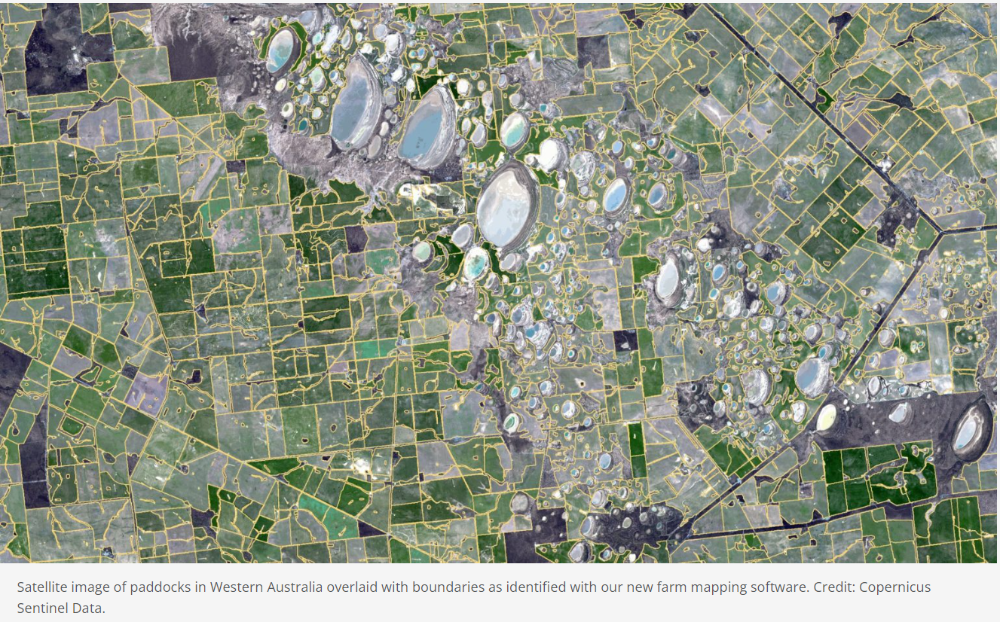 Satellite image of paddocks in Western Australia overlaid with boundaries as identified with our new farm mapping software. Credit: Copernicus
Sentinel Data.